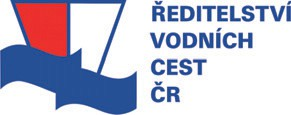 ŘEDITELSTVÍ
VODNÍCH
CEST
ČR